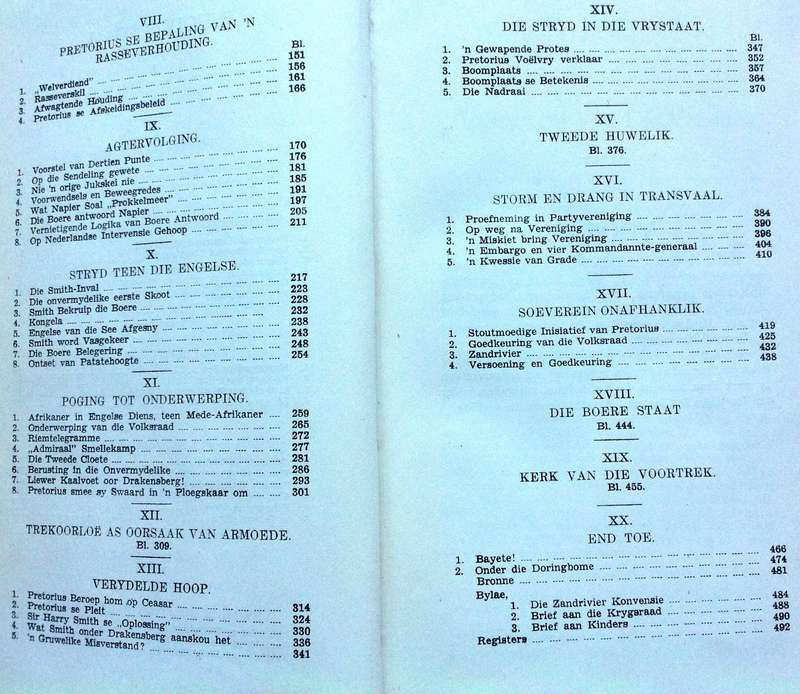 VIII.
PRETORIUS SE BEPALING VAN 'N
RASSEVERHOUDING.
Bl.
1. „Welverdiend” 151
2. Rasseverskil 156
3. Afwagtende Houding 161
4. Pretorius se Afskeidingsbeleid 166
IX.
AGTERVOLGING.
1. Voorstel van Dertien Punte 170
2. Op die Sendeling gewete 176
3. Nie 'n orige Jukskei nie 181
4. Voorwendsels en Beweegredes 185
5. Wat Napier Soal „Prokkelmeer” 191
6. Die Boere antwoord Napier 197
7. Vernietigende Logika van Boere Antwoord 205
8. Op Nederlandse Intervensie Gehoop 211
X.
STRYD TEEN DIE ENGELSE.
1. Die Smith-Inval 217
2. Die onvermydelike eerste Skoot 223
3. Smith Bekruip die Boere 228
4. Kongela 232
5. Engelse van die See Afgesny 238
6. Smith word Vasgekeer 243
7. Die Boere Belegering 248
8. Ontset van Patatehoogte 254
XI.
POGING TOT ONDERWERPING.
1. Afrikaner in Engelse Diens, teen Mede-Afrikaner 259
2. Onderwerping van die Volksraad 265
3. Riemtelegramme 272
4. „Admiraal” Smellekamp 277
5. Die Tweede Cloete 281
6. Berusting in die Onvermydelike 286
7. Liewer Kaalvoet oor Drakensberg! 293
8. Pretorius smee sy Swaard in 'n Ploegskaar om 301
XII.
TREKOORLOË AS OORSAAK VAN ARMOEDE.
Bl. 309.
XIII.
VERYDELDE HOOP.
1. Pretorius Beroep hom op Ceasar 314
2. Pretorius se Pleit 324
3. Sir Harry Smith se „Oplossing” 330
4. Wat Smith onder Drakensberg aanskou het 336
5. 'n Gruwelike Misverstand? 341
XIV.
DIE STRYD IN DIE VRYSTAAT.
Bl.
1. 'n Gewapende Protes 347
2. Pretorius Voëlvry verklaar 352
3. Boomplaats 357
4. Boomplaats se Betekenis 364
5. Die Nadraai 370
XV.
TWEEDE HUWELIK.
Bl. 376.
XVI.
STORM EN DRANG IN TRANSVAAL.
1. Proefneming in Partyvereniging 384
2. Op weg na Vereniging 390
3. 'n Miskiet bring Vereniging 396
4. 'n Embargo en vier Kommandannte-generaal 404
5. 'n Kwessie van Grade 410
XVII.
SOEVEREIN ONAFHANKLIK.
1. Stoutmoedige Inisiatief van Pretorius 419
2. Goedkeuring van die Volksraad 425
3. Zandrivier 432
4. Versoening en Goedkeuring 438
XVIII.
DIE BOERE STAAT
Bl. 444.
XIX.
KERK VAN DIE VOORTREK.
Bl. 455.
XX.
END TOE.
1. Bayete! 466
2. Onder die Doringbome 474
Bronne 481
Bylae,
1. Die Zandrivier Konvensie 484
2. Brief aan die Krygsraad 488
3. Brief aan Kinders 490
Registers 492